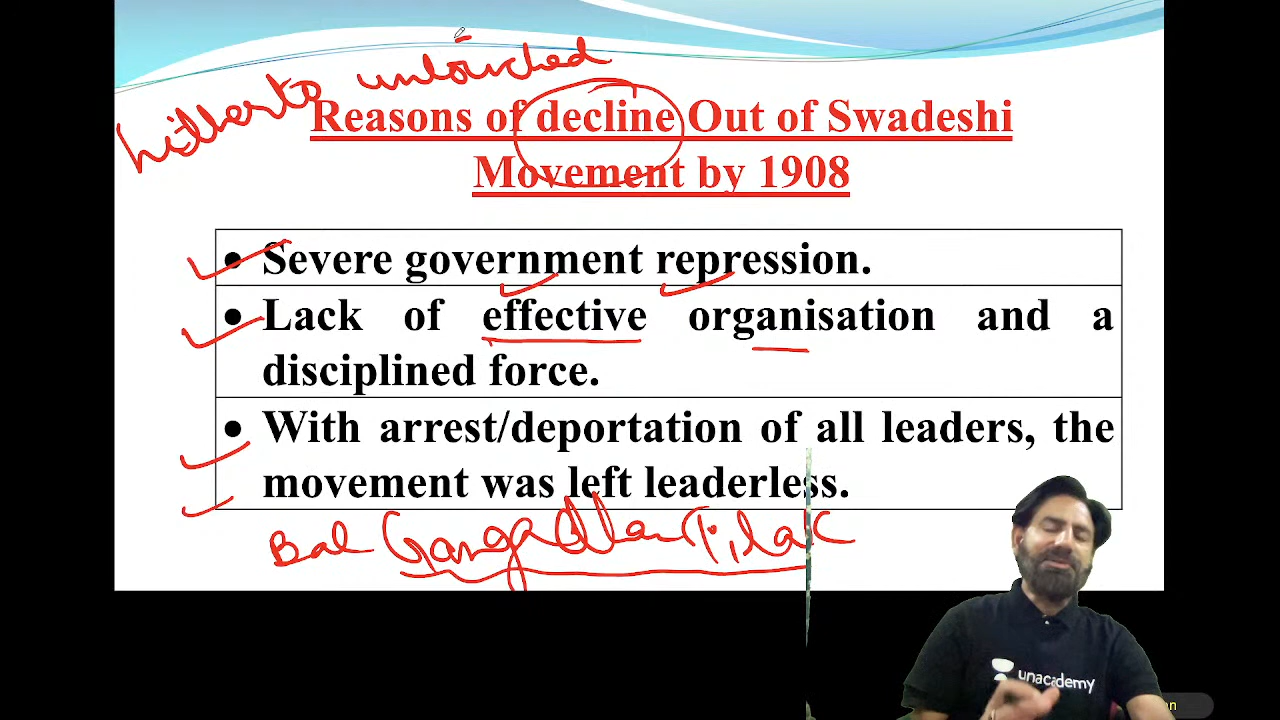 hitherto untouched
Reasons of decline Out of Swadeshi
Movement by 1908
• Severe government repression.
• Lack of effective organisation and a
disciplined force.
• With arrest/deportation of all leaders, the
movement was left leaderless.
Bal Gangadhar Tilak
unacademy